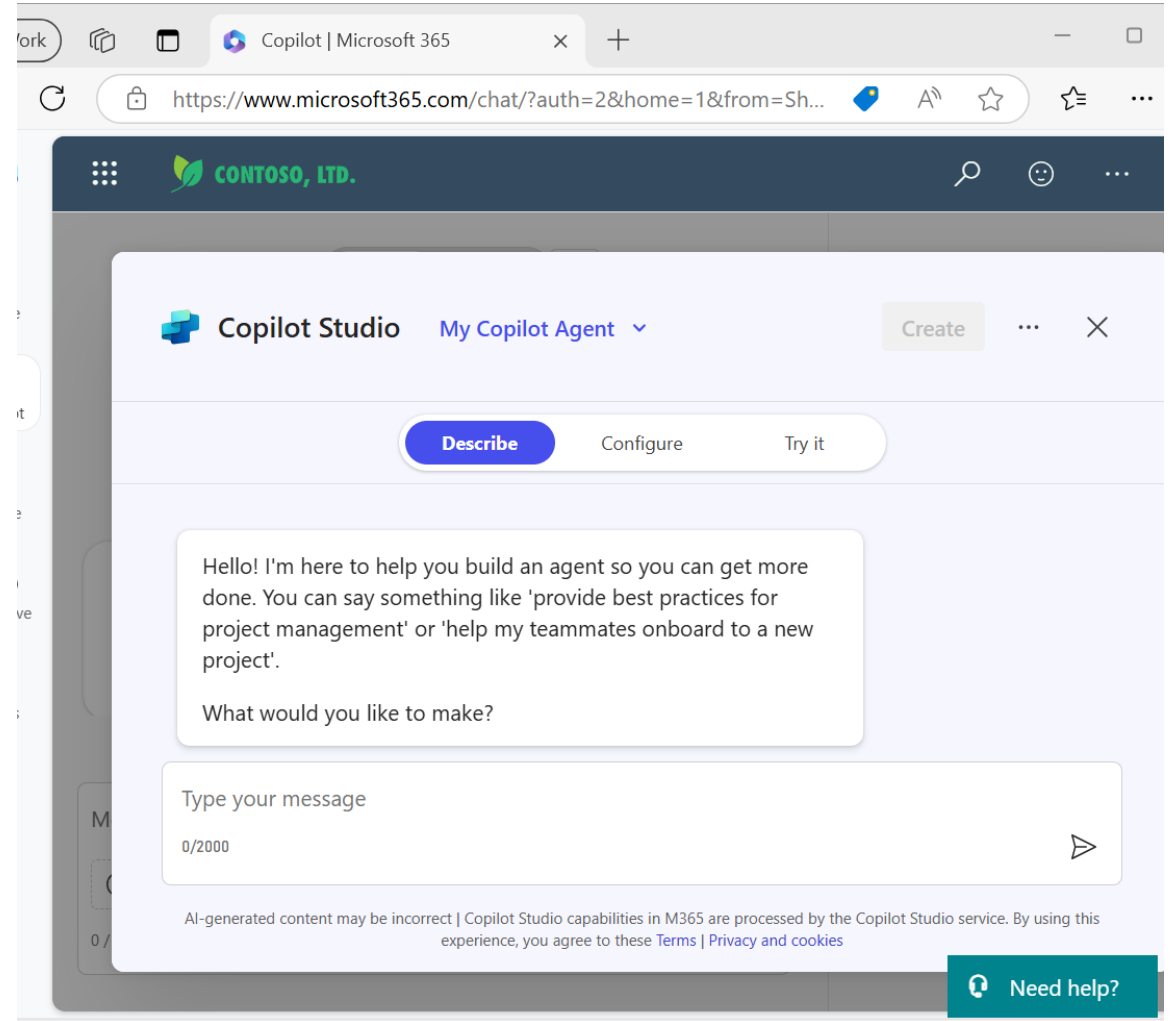 ork
Copilot | Microsoft 365
https://www.microsoft365.com/chat/?auth=2&home=1&from=Sh...
CONTOSO, LTD.
Copilot Studio
My Copilot Agent
Create
Describe
Configure
Try it
Hello! I'm here to help you build an agent so you can get more
done. You can say something like 'provide best practices for
project management' or 'help my teammates onboard to a new
project'.
What would you like to make?
Type your message
0/2000
AI-generated content may be incorrect | Copilot Studio capabilities in M365 are processed by the Copilot Studio service. By using this
experience, you agree to these Terms | Privacy and cookies
Need help?